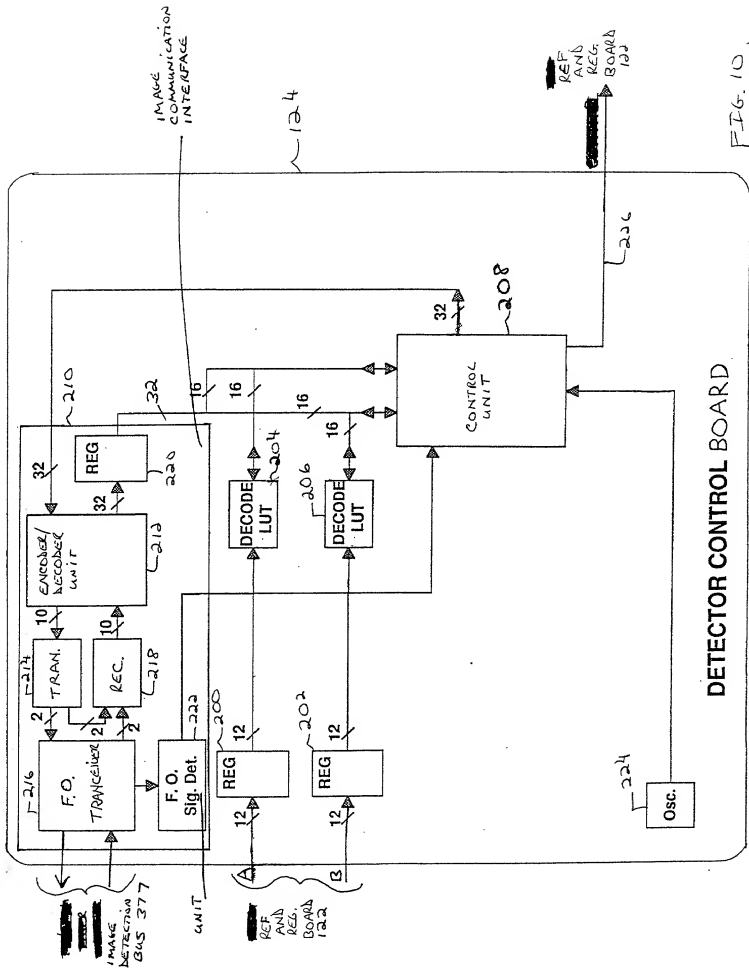 IMAGE
COMMUNICATION
INTERFACE
124
210
32
ENCODER/
DECODER
UNIT
212
32
REG
220
32
10
10
214
TRAN.
REC.
218
2
2
216
F.O.
TRANCEIVER
222
F. O.
Sig. Det.
UNIT
IMAGE
DETECTION
BUS 377
A
B
REF
AND
REG.
BOARD
122
12
12
REG
200
REG
202
12
12
DECODE
LUT
204
DECODE
LUT
206
16
16
16
16
32
CONTROL
UNIT
208
226
REF
AND
REG.
BOARD
122
Osc.
224
DETECTOR CONTROL BOARD
FIG. 10